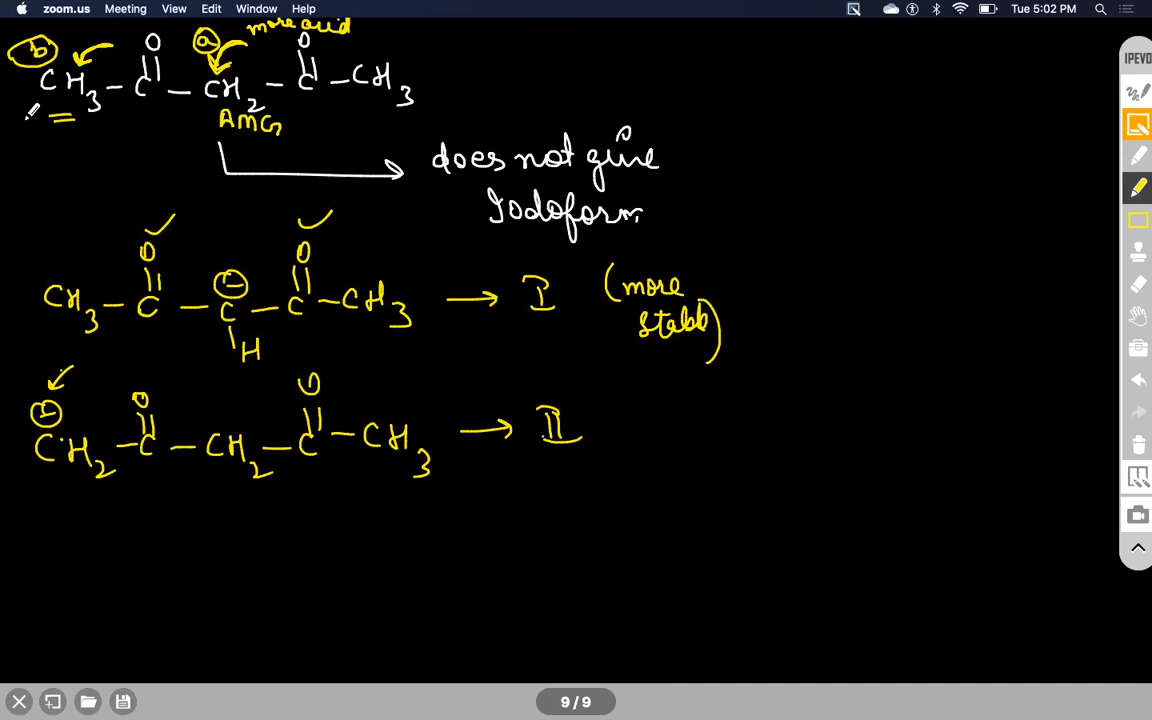 zoom.us Meeting View Edit Window Help Tue 5:02 PM
more acid
b a O O
CH3 - C - CH2 - C - CH3
AMG
IPEVO
does not give
Iodoform
O O
CH3 - C - C - C - CH3 → I (more
stable)
H
O O
CH2 - C - CH2 - C - CH3 → II
9 / 9